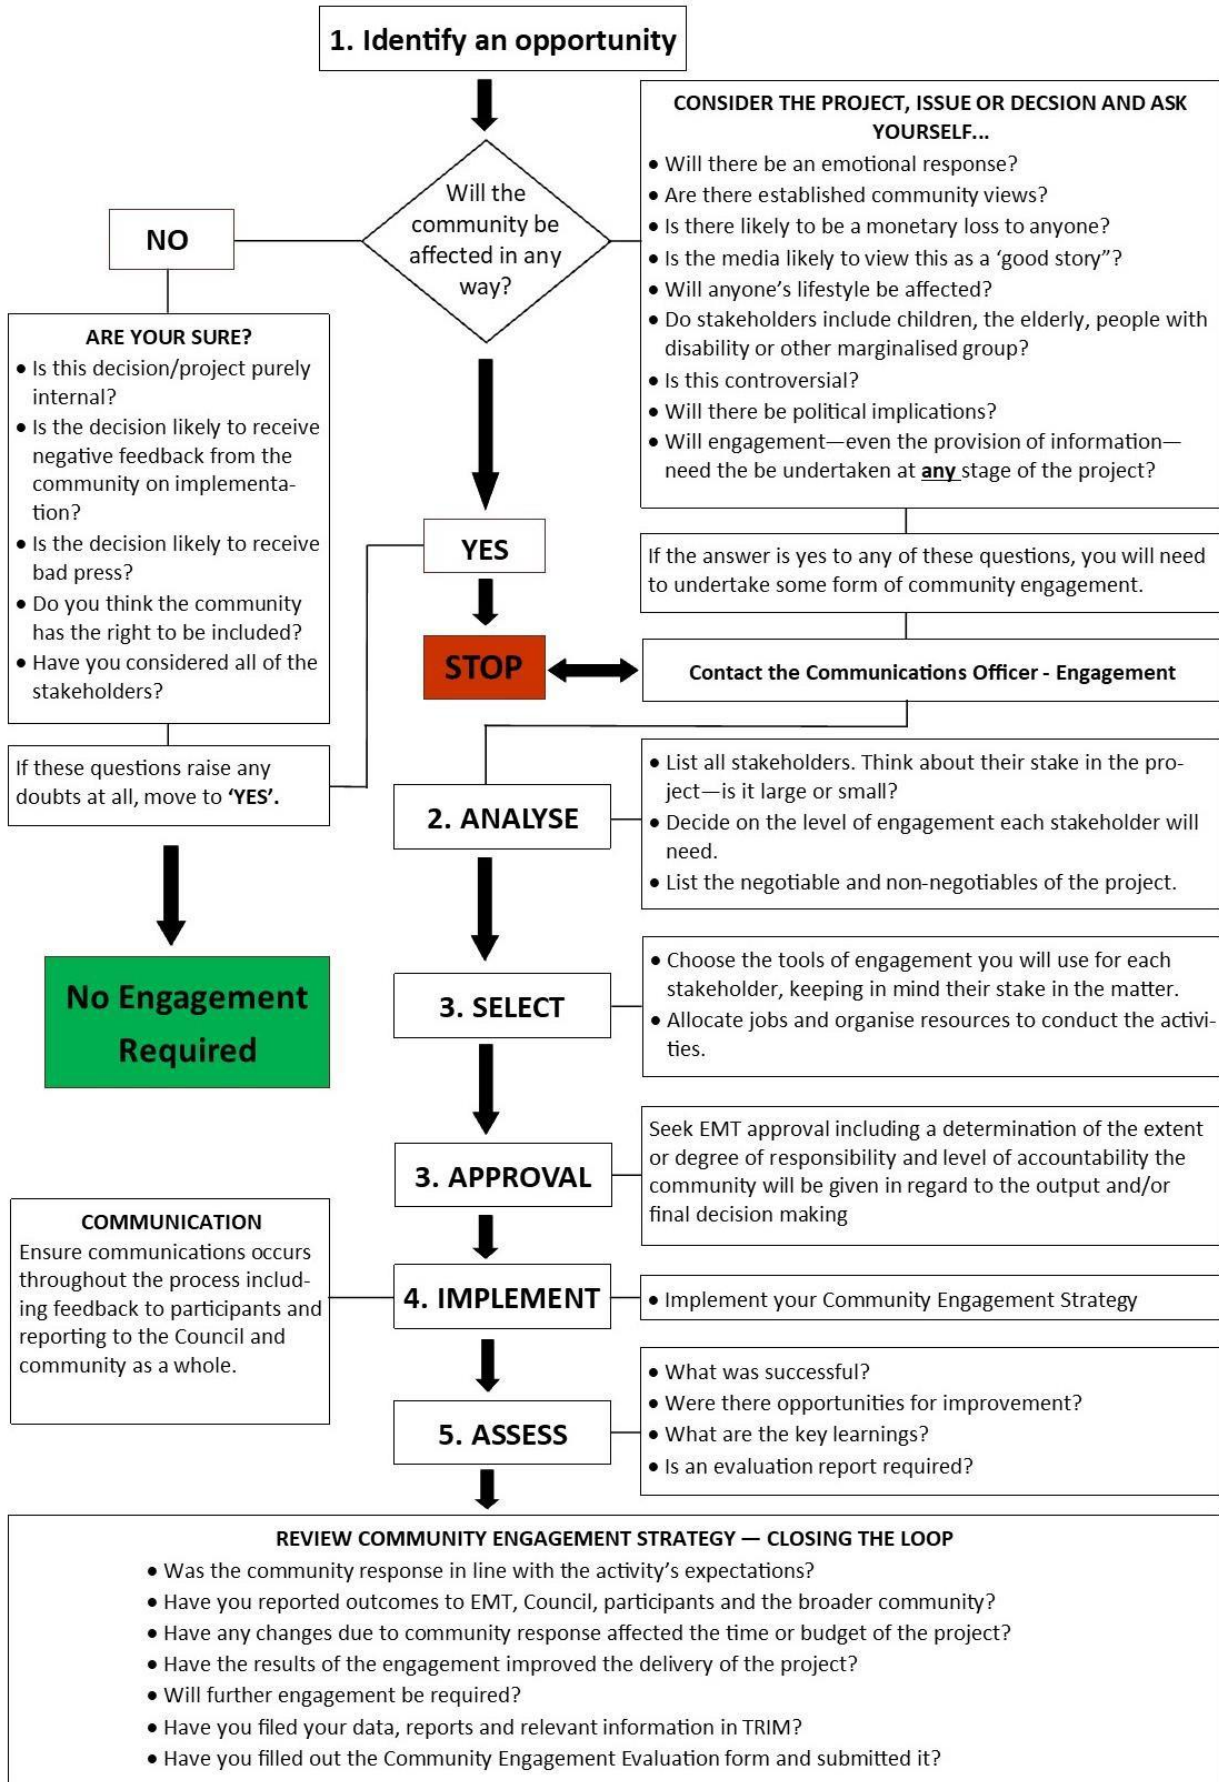 1. Identify an opportunity
Will the
community be
affected in any
way?
CONSIDER THE PROJECT, ISSUE OR DECSION AND ASK
YOURSELF...
• Will there be an emotional response?
• Are there established community views?
• Is there likely to be a monetary loss to anyone?
• Is the media likely to view this as a ‘good story”?
• Will anyone’s lifestyle be affected?
• Do stakeholders include children, the elderly, people with
disability or other marginalised group?
• Is this controversial?
• Will there be political implications?
• Will engagement—even the provision of information—
need the be undertaken at any stage of the project?
NO
ARE YOUR SURE?
• Is this decision/project purely
internal?
• Is the decision likely to receive
negative feedback from the
community on implementa-
tion?
• Is the decision likely to receive
bad press?
• Do you think the community
has the right to be included?
• Have you considered all of the
stakeholders?
If these questions raise any
doubts at all, move to ‘YES’.
No Engagement
Required
YES
If the answer is yes to any of these questions, you will need
to undertake some form of community engagement.
STOP
Contact the Communications Officer - Engagement
2. ANALYSE
• List all stakeholders. Think about their stake in the pro-
ject—is it large or small?
• Decide on the level of engagement each stakeholder will
need.
• List the negotiable and non-negotiables of the project.
3. SELECT
• Choose the tools of engagement you will use for each
stakeholder, keeping in mind their stake in the matter.
• Allocate jobs and organise resources to conduct the activi-
ties.
3. APPROVAL
Seek EMT approval including a determination of the extent
or degree of responsibility and level of accountability the
community will be given in regard to the output and/or
final decision making
COMMUNICATION
Ensure communications occurs
throughout the process includ-
ing feedback to participants and
reporting to the Council and
community as a whole.
4. IMPLEMENT
• Implement your Community Engagement Strategy
5. ASSESS
• What was successful?
• Were there opportunities for improvement?
• What are the key learnings?
• Is an evaluation report required?
REVIEW COMMUNITY ENGAGEMENT STRATEGY — CLOSING THE LOOP
• Was the community response in line with the activity’s expectations?
• Have you reported outcomes to EMT, Council, participants and the broader community?
• Have any changes due to community response affected the time or budget of the project?
• Have the results of the engagement improved the delivery of the project?
• Will further engagement be required?
• Have you filed your data, reports and relevant information in TRIM?
• Have you filled out the Community Engagement Evaluation form and submitted it?